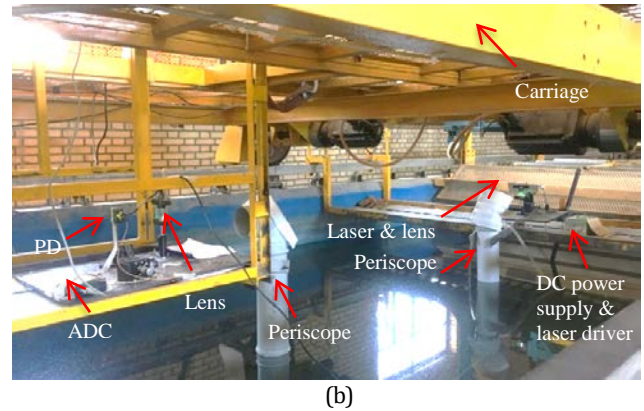 Carriage
Laser & lens
PD
Periscope
DC power
supply &
laser driver
Lens
ADC
Periscope
(b)